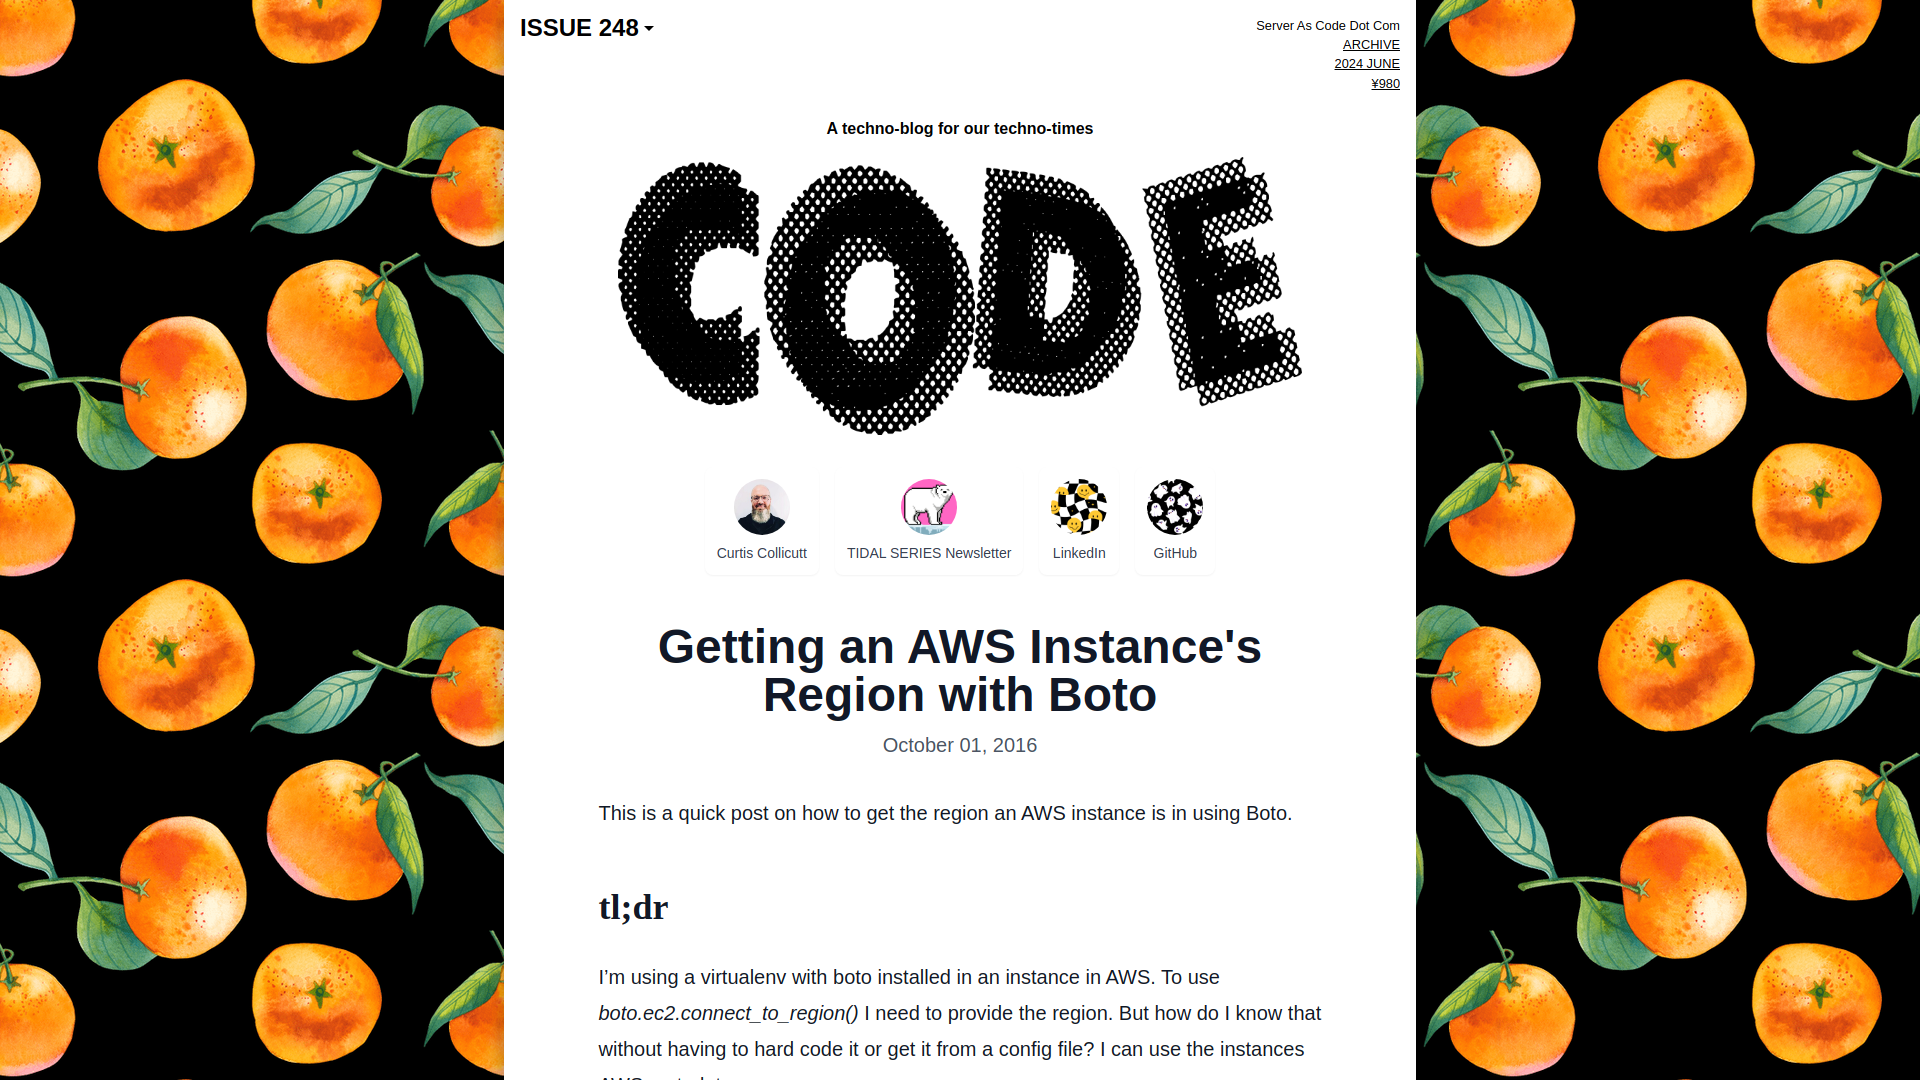 ISSUE 248
Server As Code Dot Com
ARCHIVE
2024 JUNE
¥980
A techno-blog for our techno-times
CODE
Curtis Collicutt
TIDAL SERIES Newsletter
LinkedIn
GitHub
Getting an AWS Instance's
Region with Boto
October 01, 2016
This is a quick post on how to get the region an AWS instance is in using Boto.
tl;dr
I’m using a virtualenv with boto installed in an instance in AWS. To use
boto.ec2.connect_to_region() I need to provide the region. But how do I know that
without having to hard code it or get it from a config file? I can use the instances